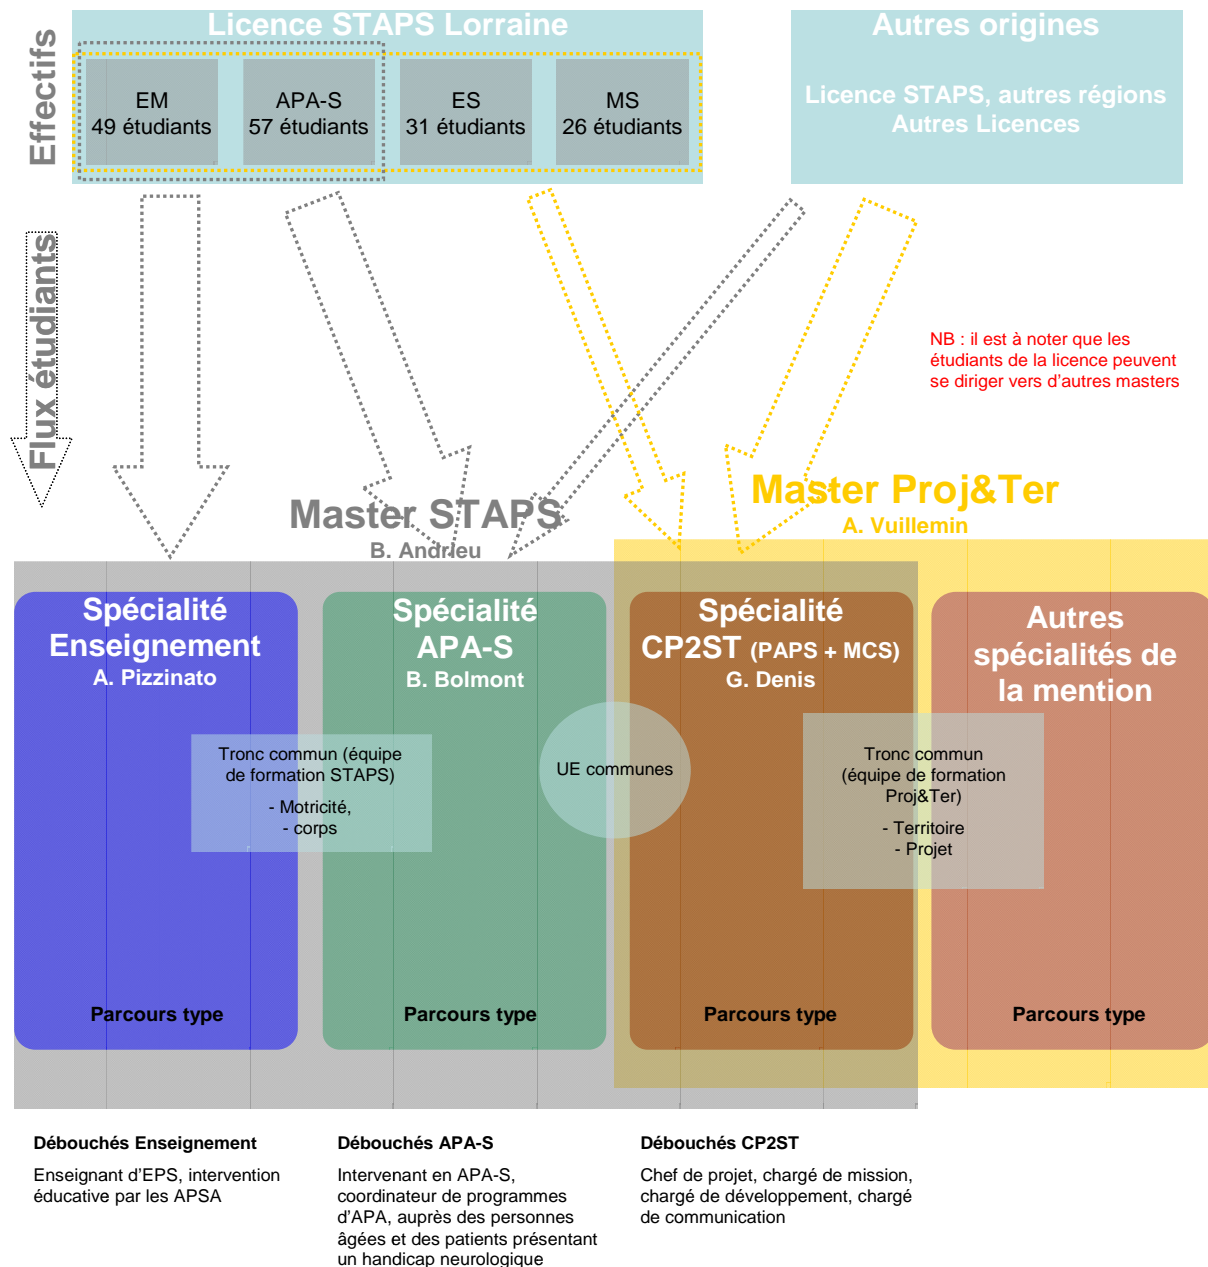 Effectifs
Licence STAPS Lorraine
EM
49 étudiants
APA-S
57 étudiants
ES
31 étudiants
MS
26 étudiants
Autres origines
Licence STAPS, autres régions
Autres Licences
Flux étudiants
NB : il est à noter que les
étudiants de la licence peuvent
se diriger vers d'autres masters
Master STAPS
B. Andrieu
Master Proj&Ter
A. Vuillemin
Spécialité
Enseignement
A. Pizzinato
Spécialité
APA-S
B. Bolmont
Spécialité
CP2ST (PAPS + MCS)
G. Denis
Autres
spécialités de
la mention
Tronc commun (équipe
de formation STAPS)
- Motricité,
- corps
UE communes
Tronc commun
(équipe de formation
Proj&Ter)
- Territoire
- Projet
Parcours type
Parcours type
Parcours type
Parcours type
Débouchés Enseignement
Enseignant d'EPS, intervention
éducative par les APSA
Débouchés APA-S
Intervenant en APA-S,
coordinateur de programmes
d'APA, auprès des personnes
âgées et des patients présentant
un handicap neurologique
Débouchés CP2ST
Chef de projet, chargé de mission,
chargé de développement, chargé
de communication